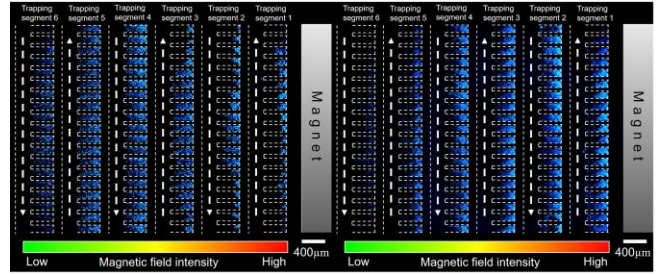 Trapping segment 6 Trapping segment 5 Trapping segment 4 Trapping segment 3 Trapping segment 2 Trapping segment 1
Magnet
Low Magnetic field intensity High
400μm
Trapping segment 6 Trapping segment 5 Trapping segment 4 Trapping segment 3 Trapping segment 2 Trapping segment 1
Magnet
Low Magnetic field intensity High
400μm